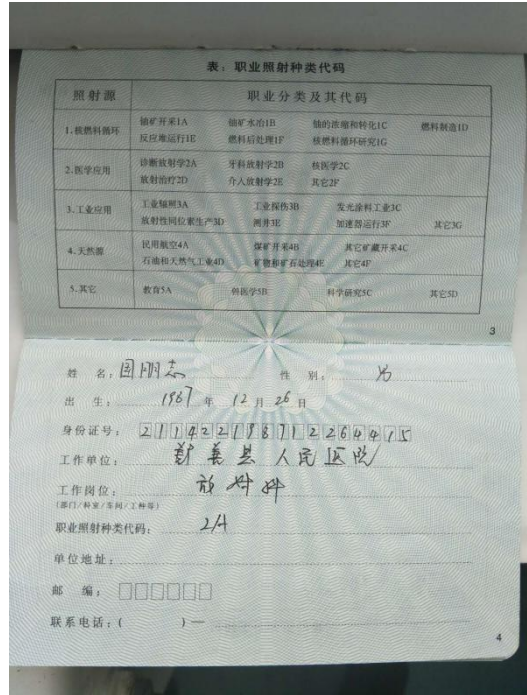 表：职业照射种类代码
照射源 职业分类及其代码
1.核燃料循环 铀矿开采1A 铀矿水冶1B 铀的浓缩和转化1C 燃料制造1D
反应堆运行1E 燃料后处理1F 核燃料循环研究1G
2.医学应用 诊断放射学2A 牙科放射学2B 核医学2C
放射治疗2D 介入放射学2E 其它2F
3.工业应用 工业辐照3A 工业探伤3B 发光涂料工业3C
放射性同位素生产3D 测井3E 加速器运行3F 其它3G
4.天然源 民用航空4A 煤矿开采4B 其它矿藏开采4C
石油和天然气工业4D 矿物和矿石处理4E 其它4F
5.其它 教育5A 兽医学5B 科学研究5C 其它5D
3
姓 名：国刚志 性 别：男
出 生：1967年12月26日
身份证号：
工作单位：鄯善县人民医院
工作岗位：放射科
(部门/科室/车间/工种等)
职业照射种类代码：2A
单位地址：
邮 编：
联系电话：( )—
4